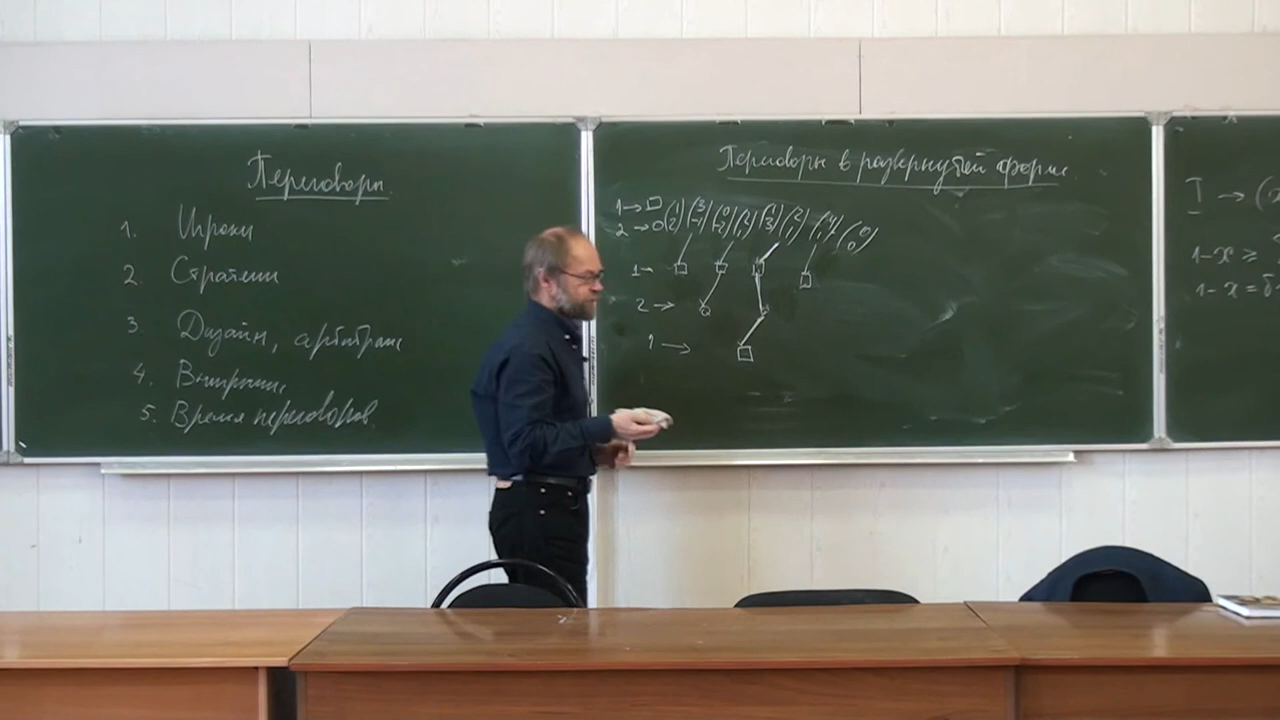 Переговоры.
1. Игроки
2. Стратегии
3. Дизайн, арбитраж
4. Выигрыши,
5. Время переговоров.
Переговоры в развернутой форме.
1→□
2→○
1→
2→
1→
I → (
1-x ≥
1-x = δ